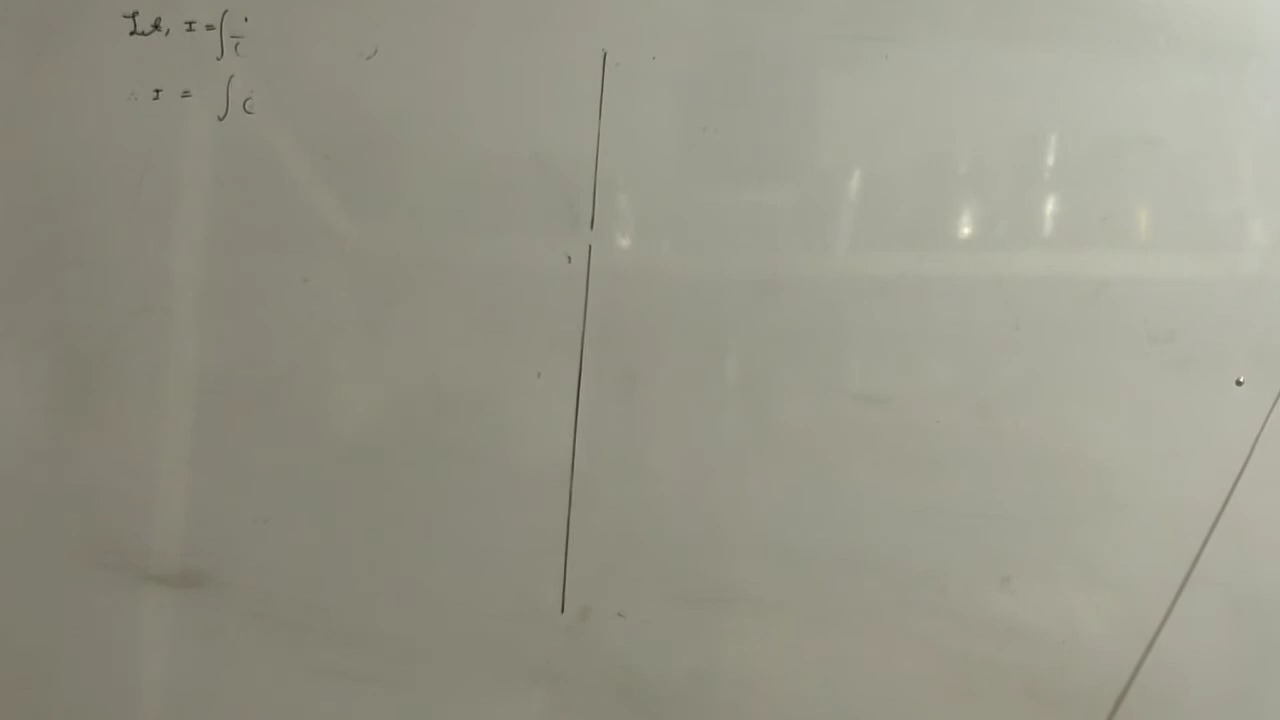 Let, I = ∫
∴ I = ∫ (